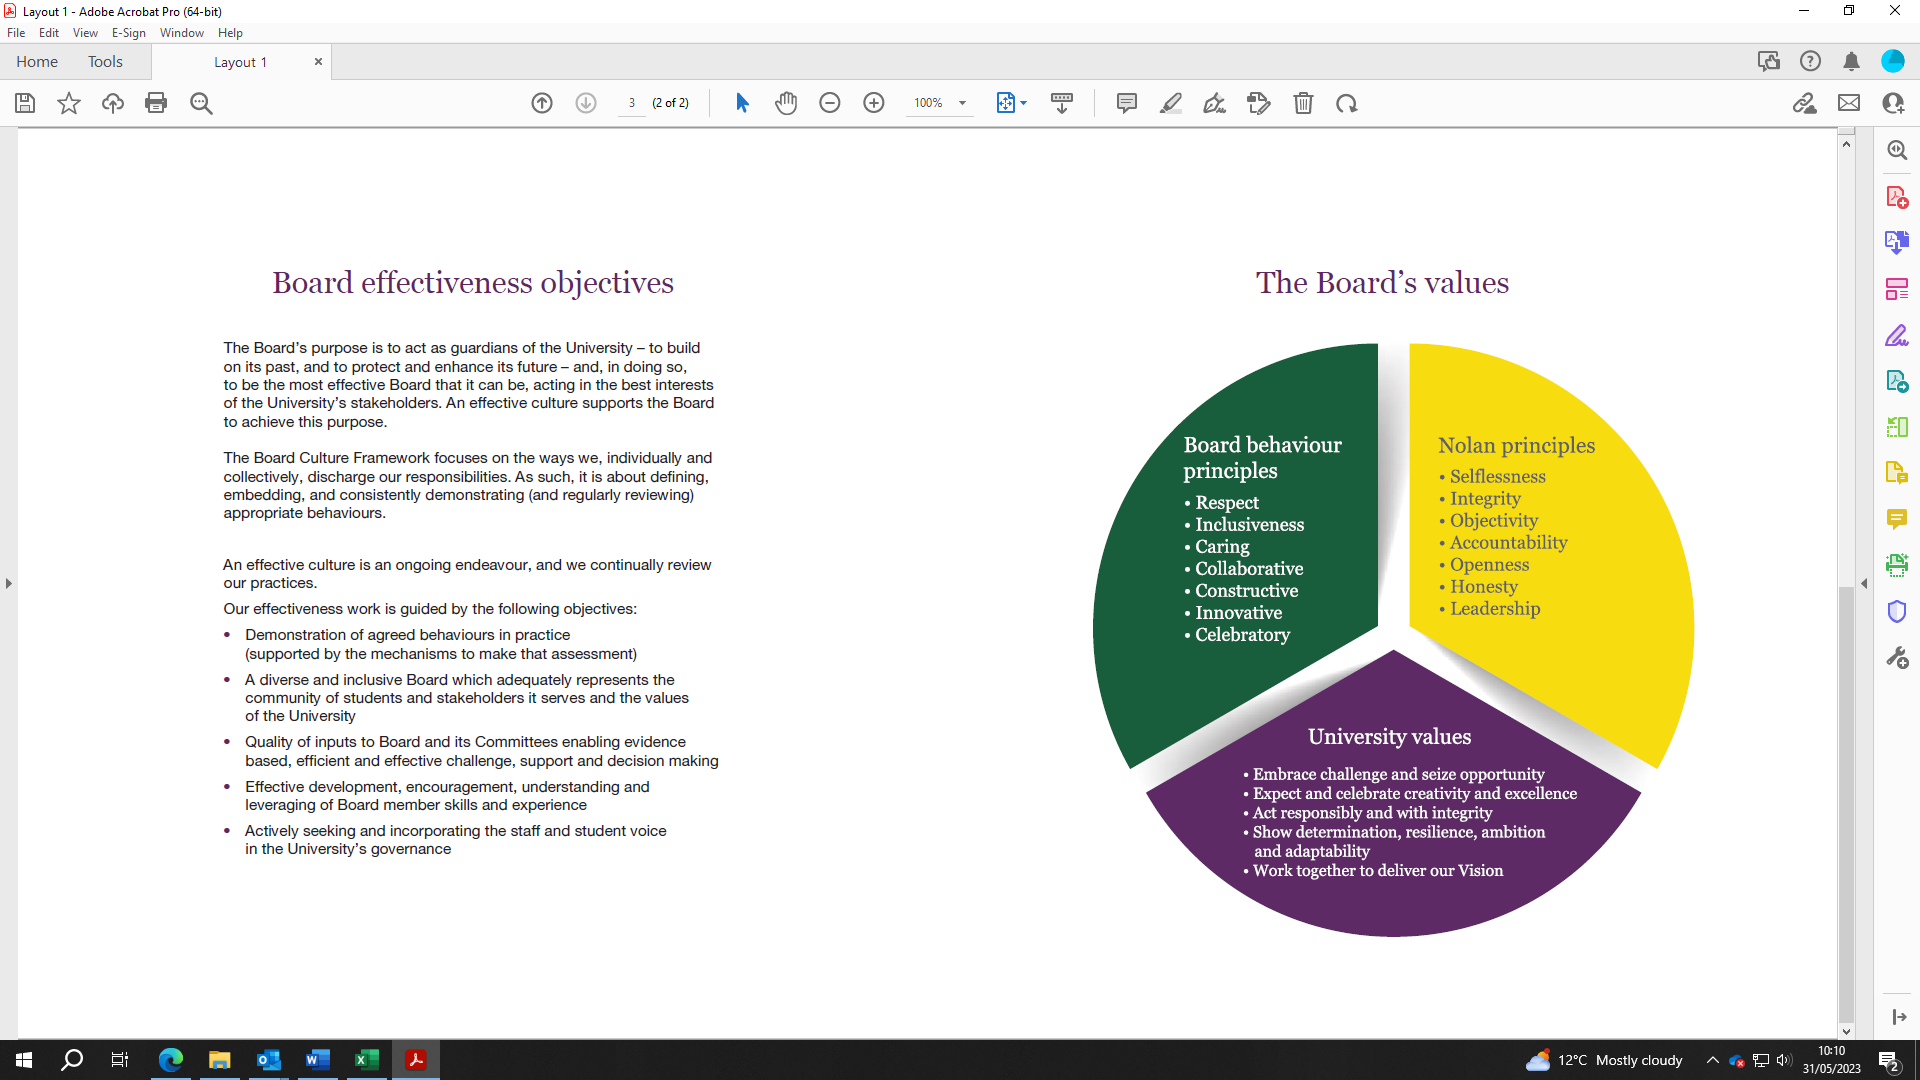 Layout 1 - Adobe Acrobat Pro (64-bit)
File Edit View E-Sign Window Help
Home Tools Layout 1
3 (2 of 2) 100%
Board effectiveness objectives
The Board’s purpose is to act as guardians of the University – to build
on its past, and to protect and enhance its future – and, in doing so,
to be the most effective Board that it can be, acting in the best interests
of the University’s stakeholders. An effective culture supports the Board
to achieve this purpose.
The Board Culture Framework focuses on the ways we, individually and
collectively, discharge our responsibilities. As such, it is about defining,
embedding, and consistently demonstrating (and regularly reviewing)
appropriate behaviours.
An effective culture is an ongoing endeavour, and we continually review
our practices.
Our effectiveness work is guided by the following objectives:
• Demonstration of agreed behaviours in practice
(supported by the mechanisms to make that assessment)
• A diverse and inclusive Board which adequately represents the
community of students and stakeholders it serves and the values
of the University
• Quality of inputs to Board and its Committees enabling evidence
based, efficient and effective challenge, support and decision making
• Effective development, encouragement, understanding and
leveraging of Board member skills and experience
• Actively seeking and incorporating the staff and student voice
in the University’s governance
The Board’s values
Board behaviour
principles
• Respect
• Inclusiveness
• Caring
• Collaborative
• Constructive
• Innovative
• Celebratory
Nolan principles
• Selflessness
• Integrity
• Objectivity
• Accountability
• Openness
• Honesty
• Leadership
University values
• Embrace challenge and seize opportunity
• Expect and celebrate creativity and excellence
• Act responsibly and with integrity
• Show determination, resilience, ambition
and adaptability
• Work together to deliver our Vision
12°C Mostly cloudy
10:10
31/05/2023
2